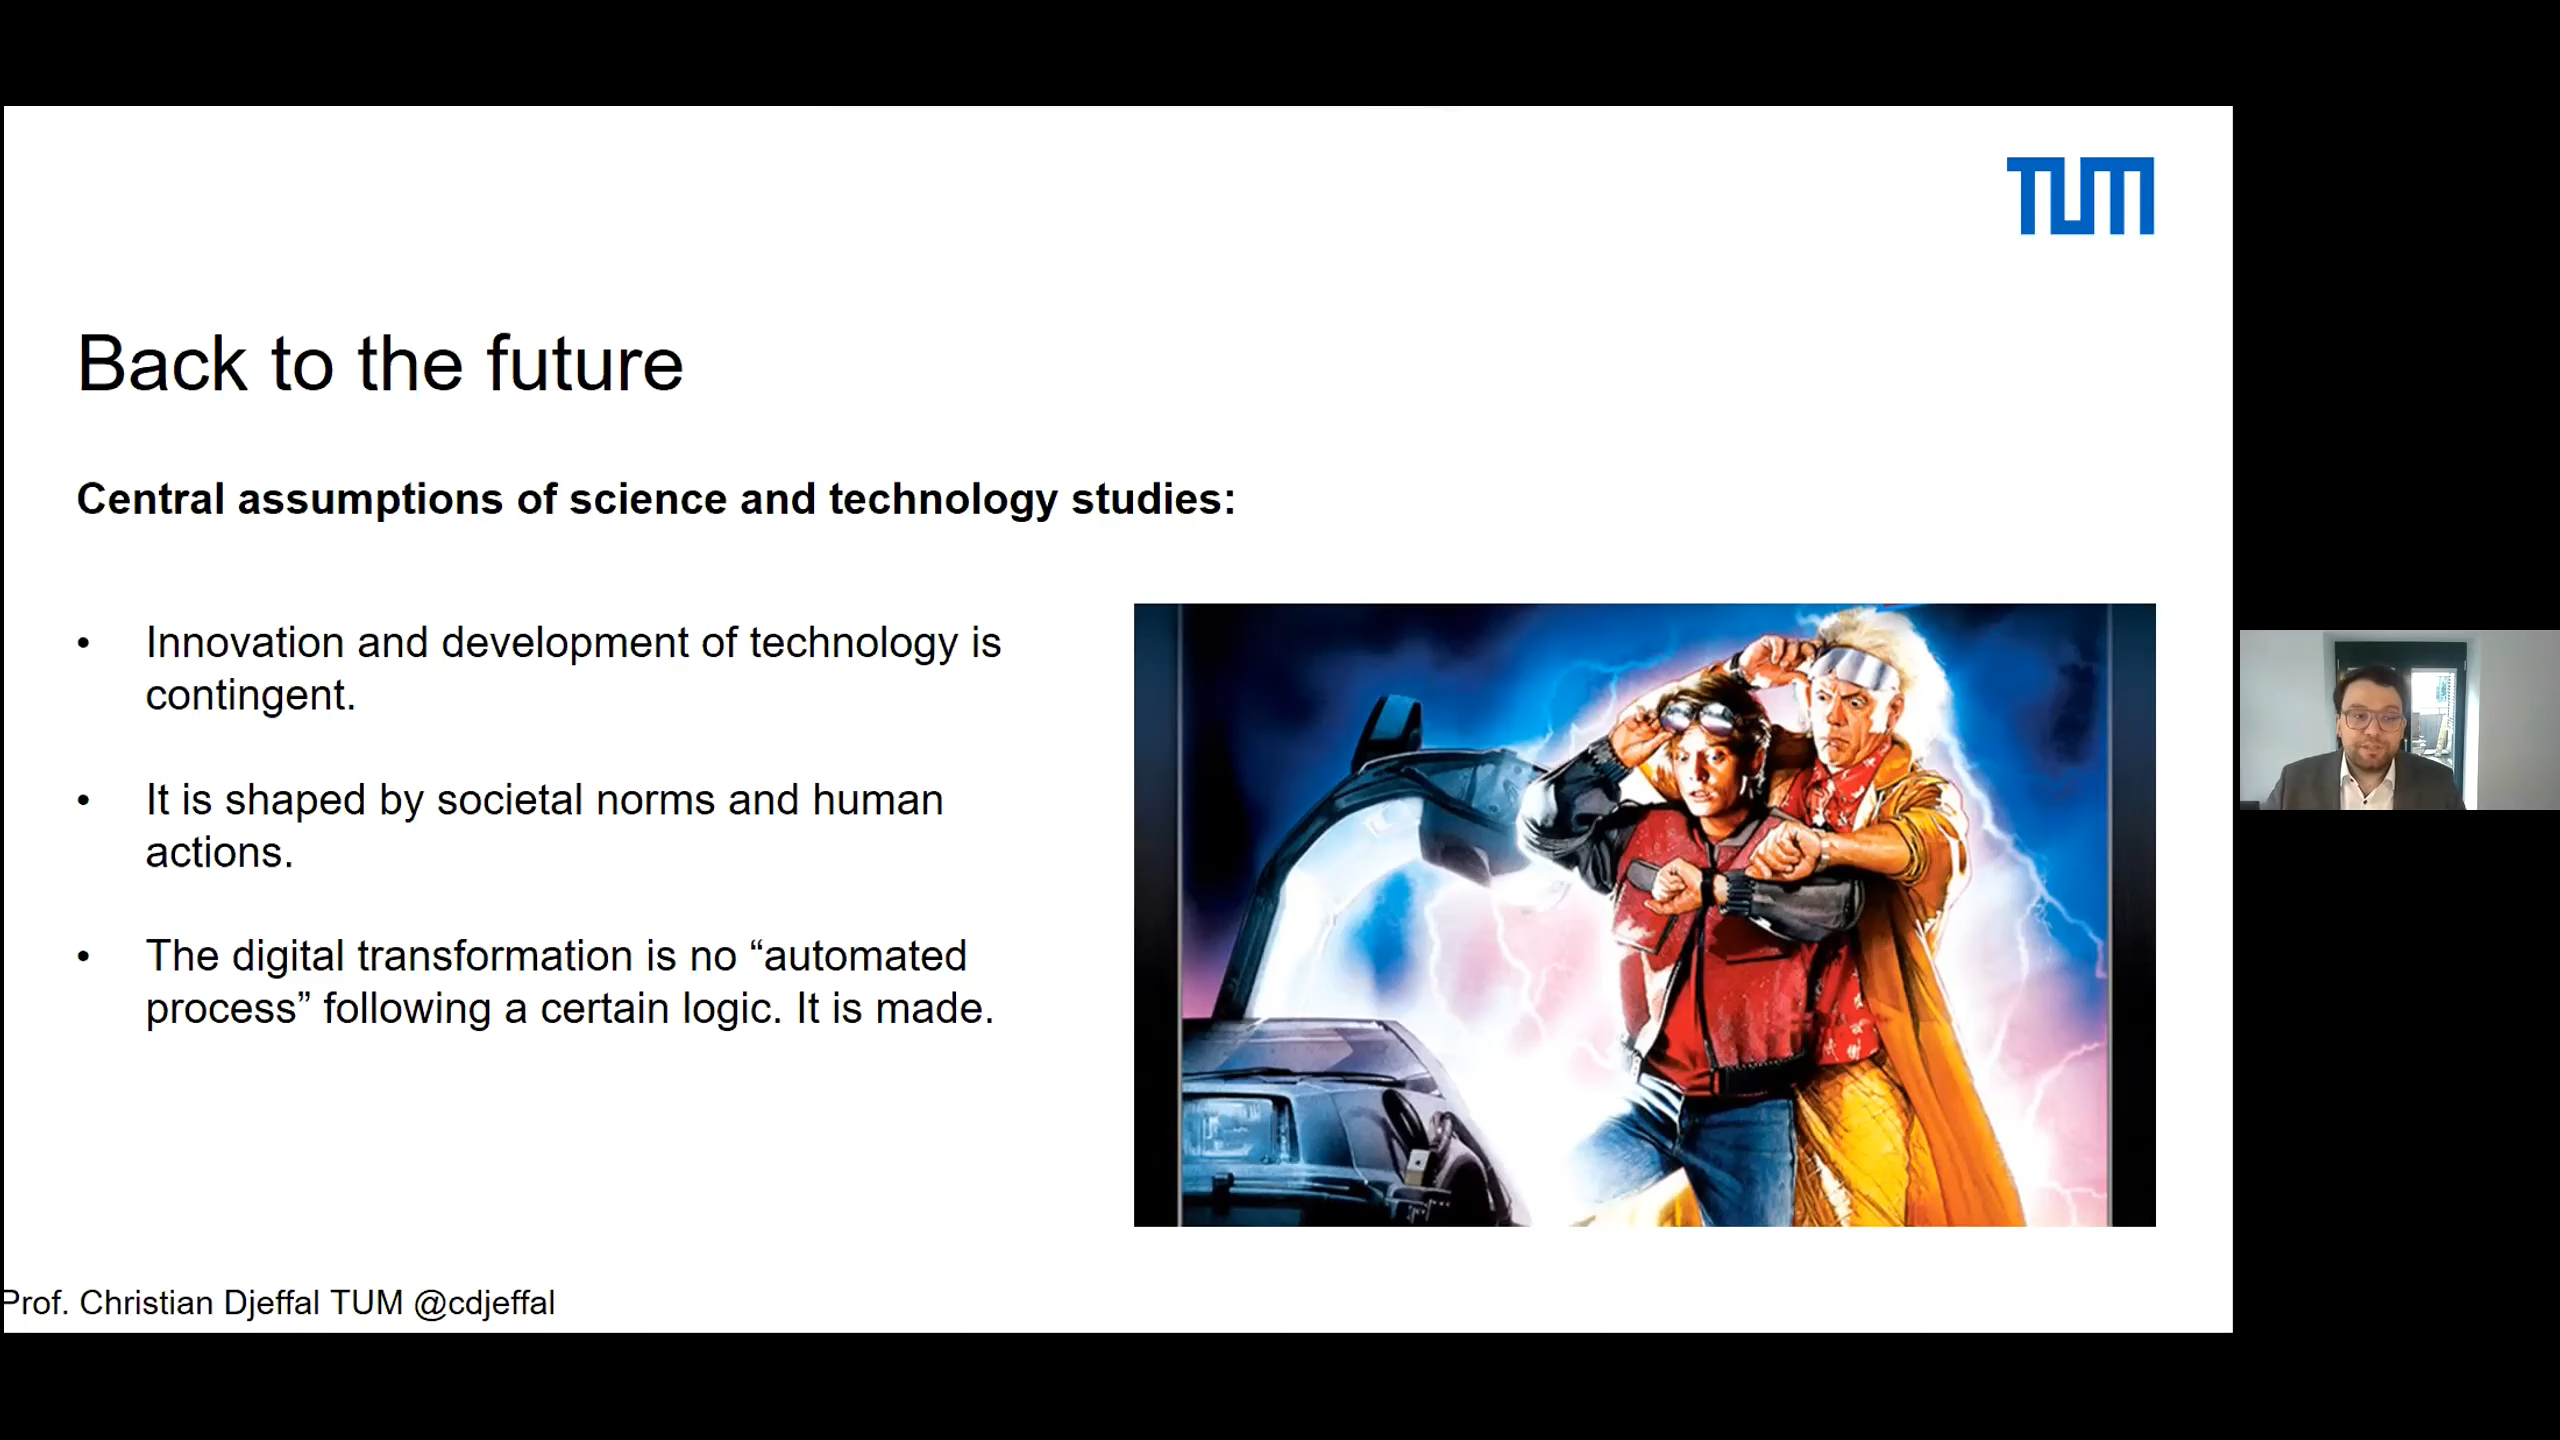 TUM
Back to the future
Central assumptions of science and technology studies:
• Innovation and development of technology is
contingent.
• It is shaped by societal norms and human
actions.
• The digital transformation is no “automated
process” following a certain logic. It is made.
Prof. Christian Djeffal TUM @cdjeffal